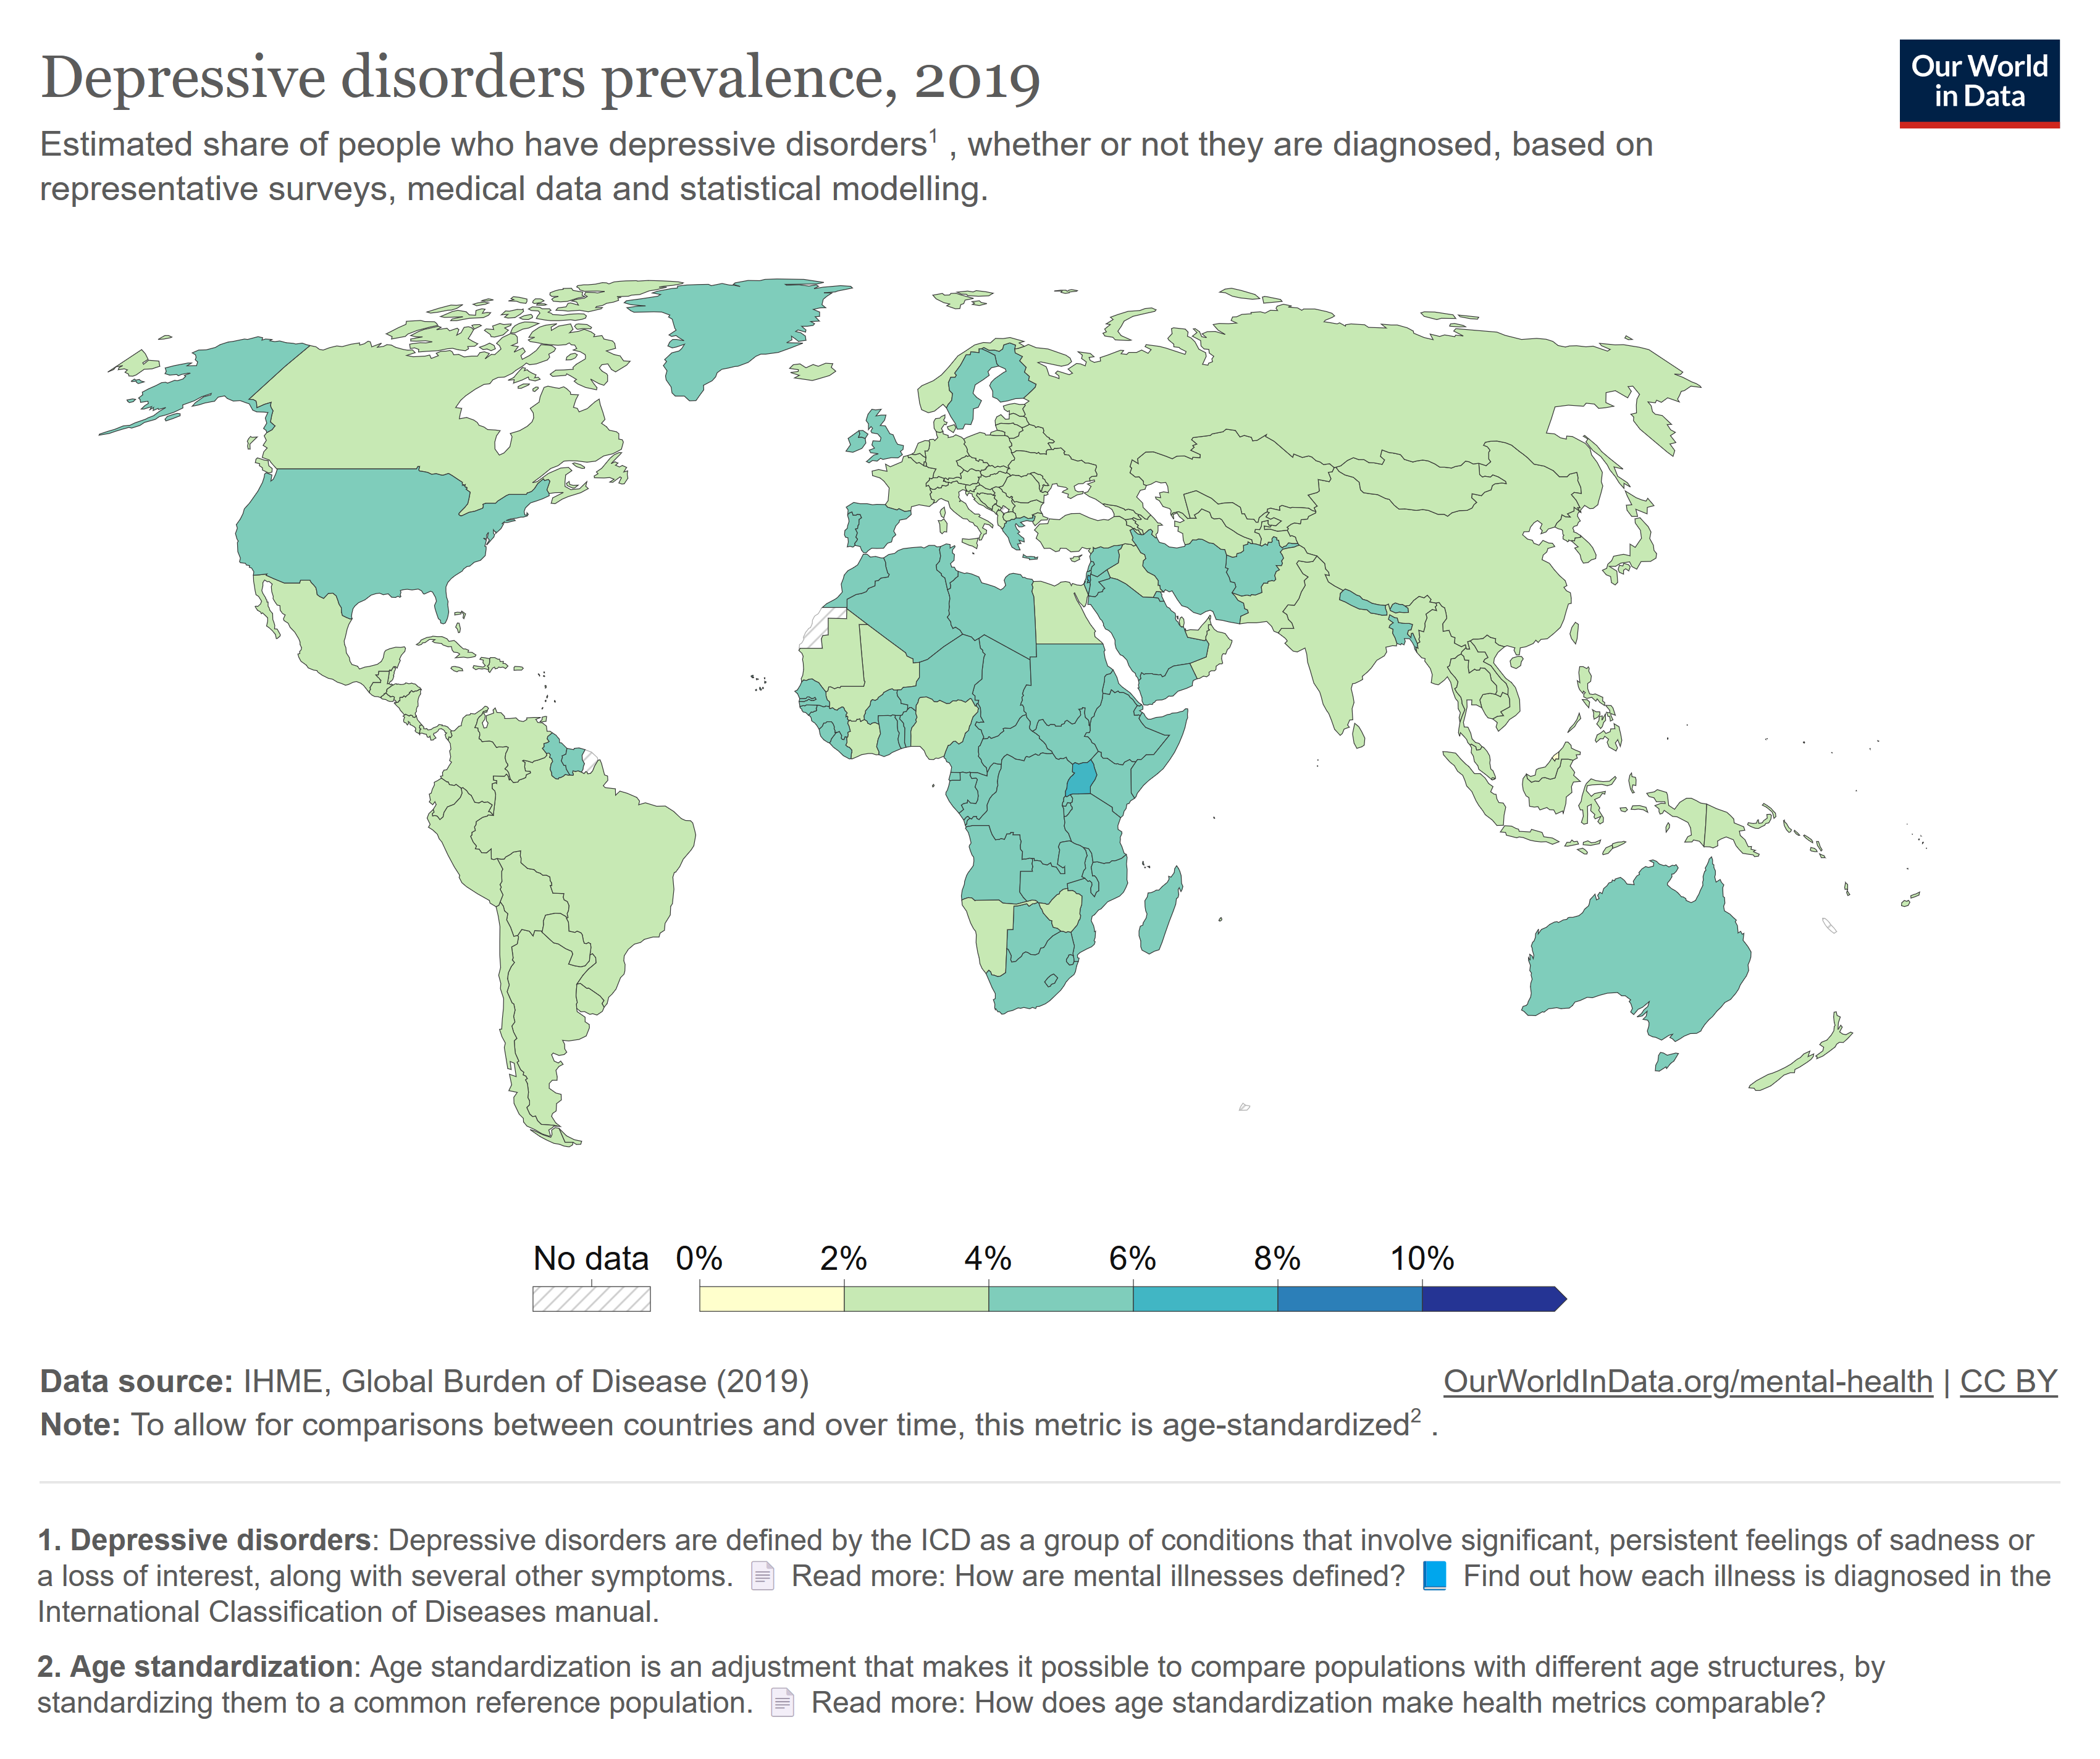 Depressive disorders prevalence, 2019
Our World
in Data
Estimated share of people who have depressive disorders1 , whether or not they are diagnosed, based on
representative surveys, medical data and statistical modelling.
No data 0% 2% 4% 6% 8% 10%
Data source: IHME, Global Burden of Disease (2019)
OurWorldInData.org/mental-health | CC BY
Note: To allow for comparisons between countries and over time, this metric is age-standardized2 .
1. Depressive disorders: Depressive disorders are defined by the ICD as a group of conditions that involve significant, persistent feelings of sadness or
a loss of interest, along with several other symptoms. Read more: How are mental illnesses defined? Find out how each illness is diagnosed in the
International Classification of Diseases manual.
2. Age standardization: Age standardization is an adjustment that makes it possible to compare populations with different age structures, by
standardizing them to a common reference population. Read more: How does age standardization make health metrics comparable?